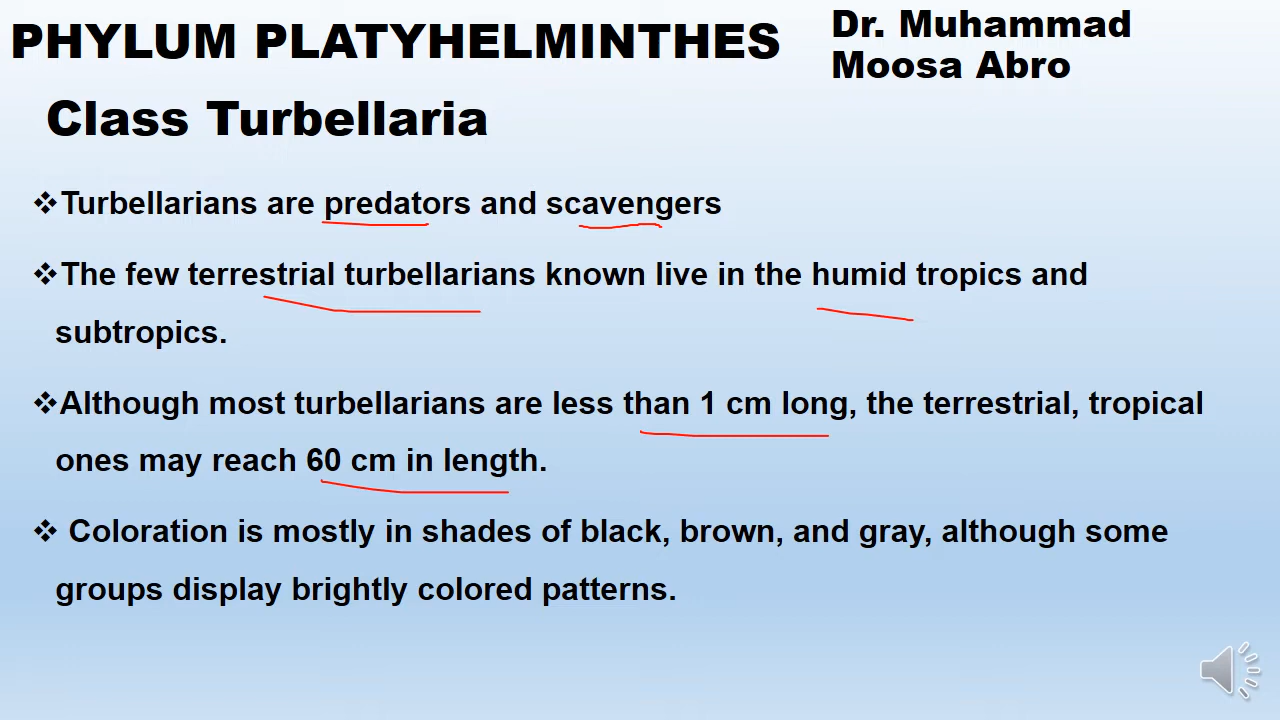 PHYLUM PLATYHELMINTHES
Dr. Muhammad
Moosa Abro
Class Turbellaria
❖Turbellarians are predators and scavengers
❖The few terrestrial turbellarians known live in the humid tropics and
subtropics.
❖Although most turbellarians are less than 1 cm long, the terrestrial, tropical
ones may reach 60 cm in length.
❖ Coloration is mostly in shades of black, brown, and gray, although some
groups display brightly colored patterns.